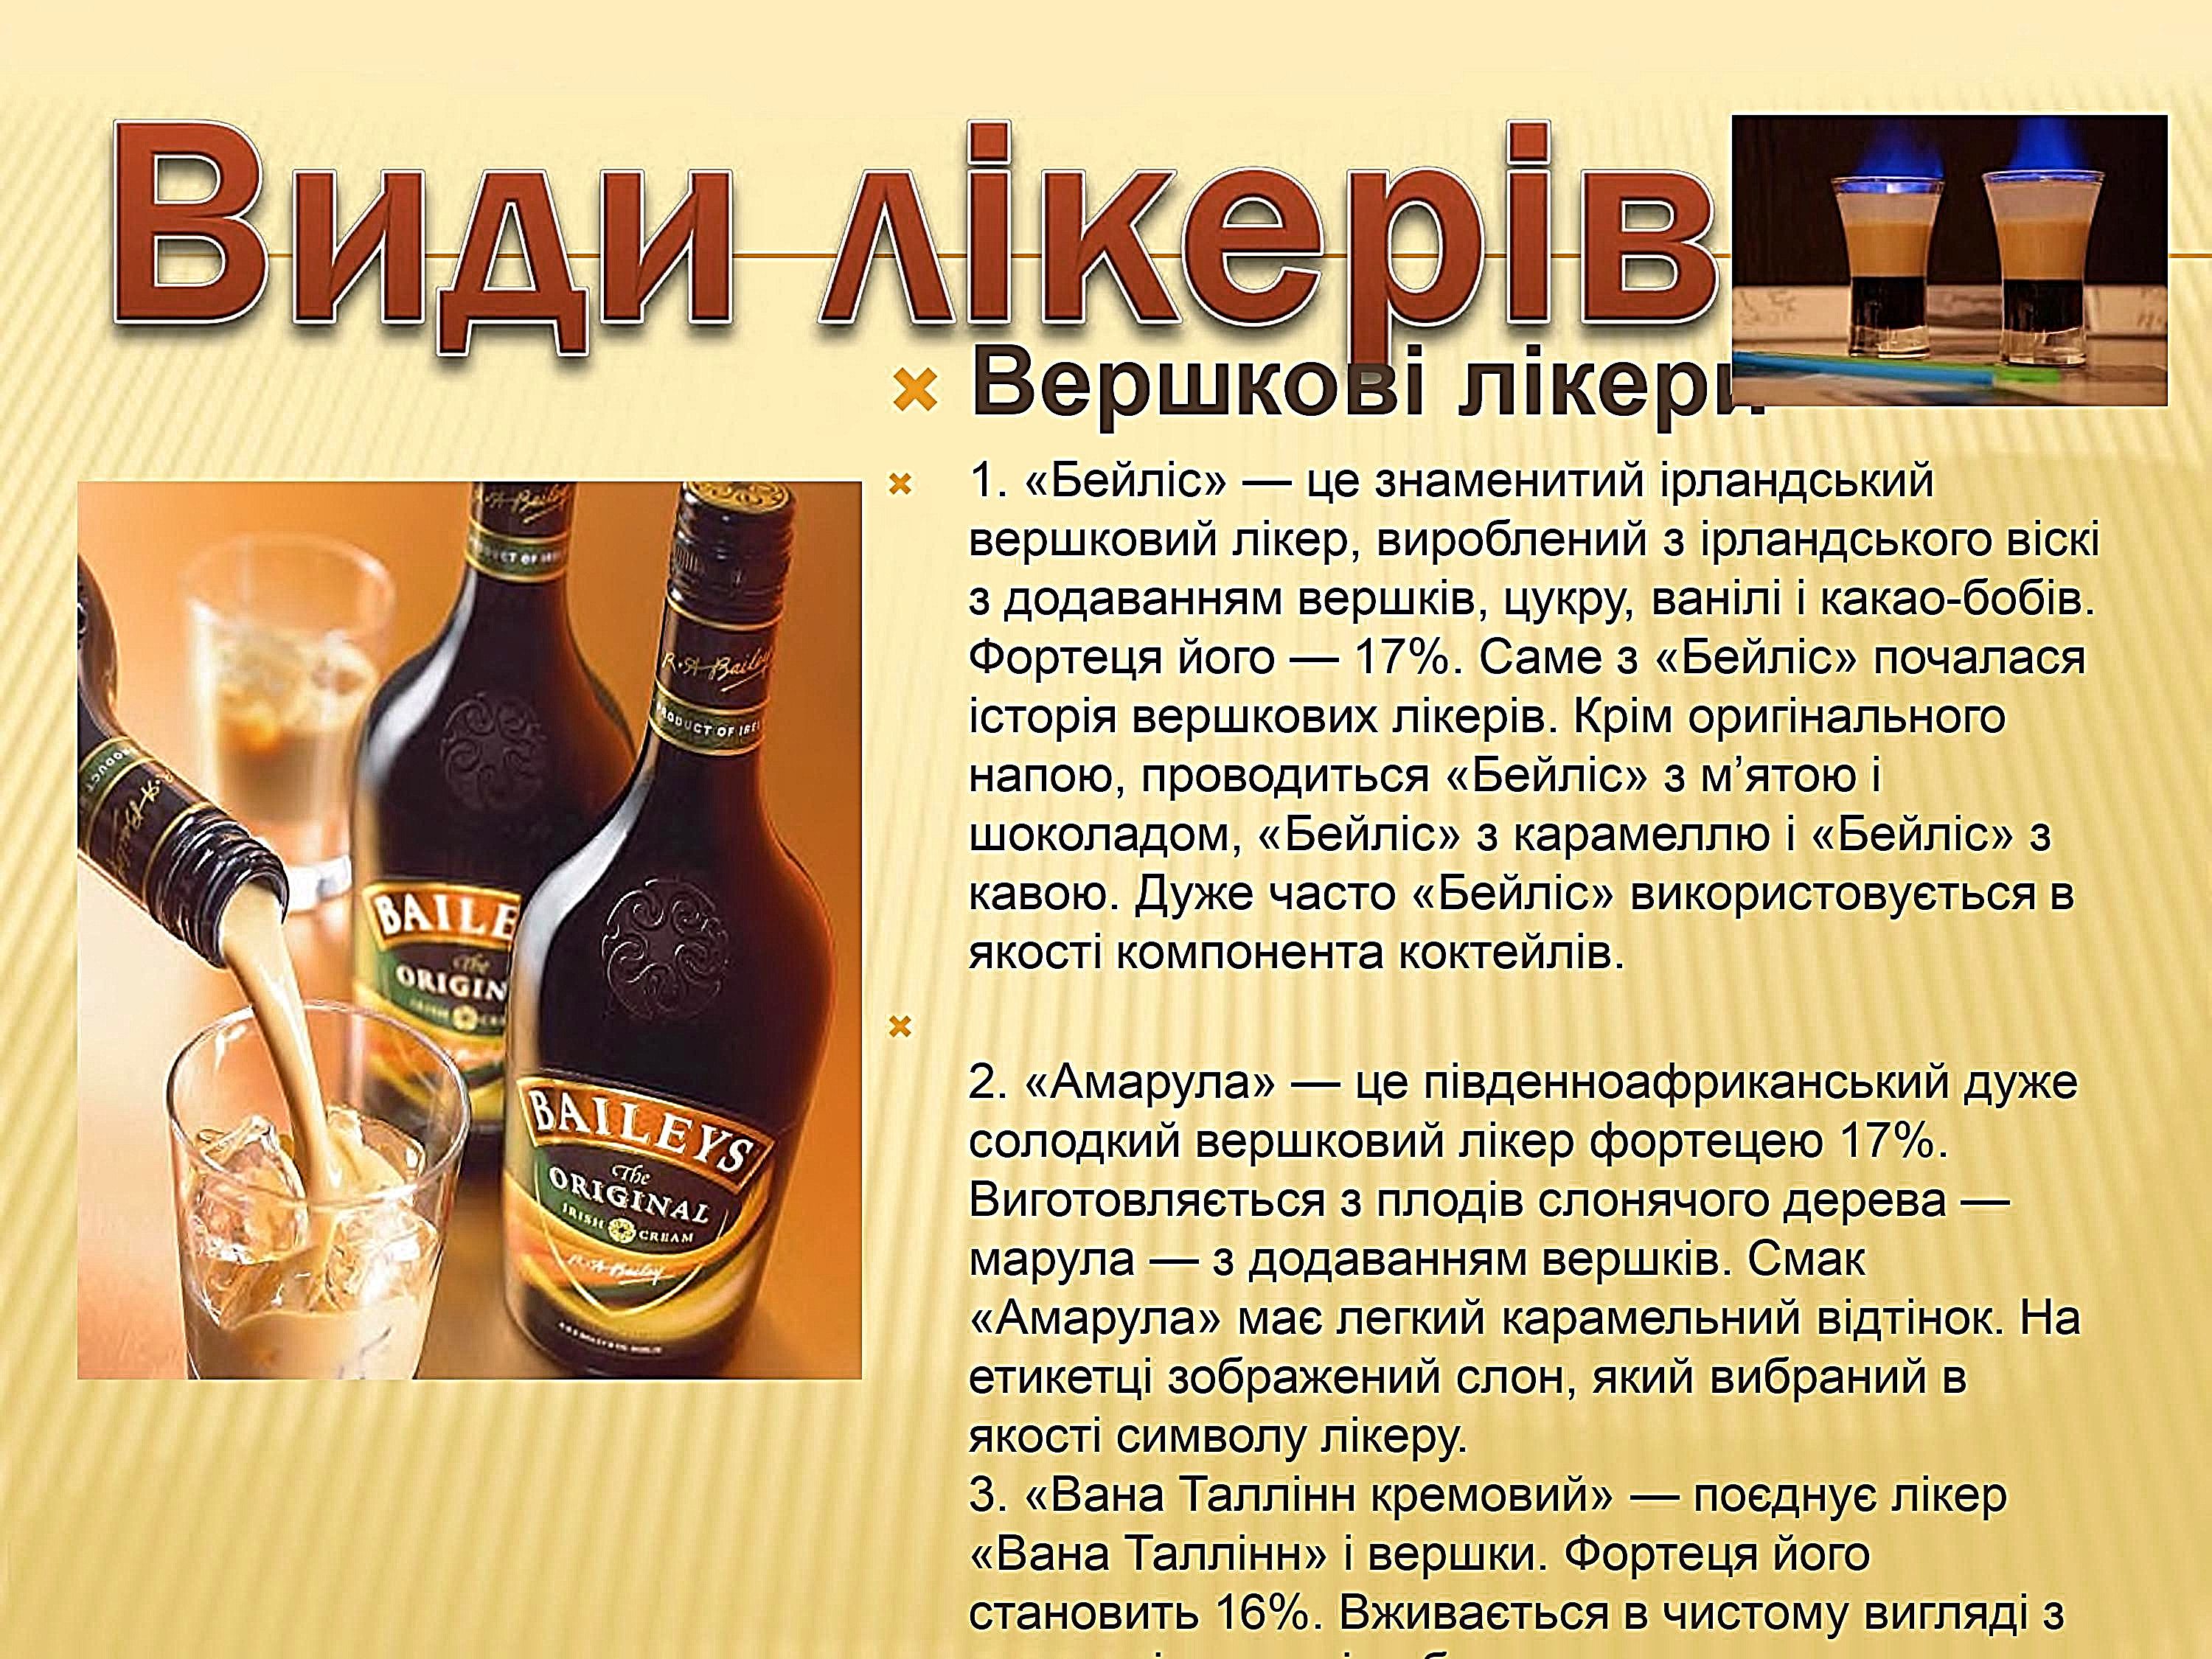 Види лікерів
Вершкові лікери
1. «Бейліс» — це знаменитий ірландський
вершковий лікер, вироблений з ірландського віскі
з додаванням вершків, цукру, ванілі і какао-бобів.
Фортеця його — 17%. Саме з «Бейліс» почалася
історія вершкових лікерів. Крім оригінального
напою, проводиться «Бейліс» з м’ятою і
шоколадом, «Бейліс» з карамеллю і «Бейліс» з
кавою. Дуже часто «Бейліс» використовується в
якості компонента коктейлів.
2. «Амарула» — це південноафриканський дуже
солодкий вершковий лікер фортецею 17%.
Виготовляється з плодів слонячого дерева —
марула — з додаванням вершків. Смак
«Амарула» має легкий карамельний відтінок. На
етикетці зображений слон, який вибраний в
якості символу лікеру.
3. «Вана Таллінн кремовий» — поєднує лікер
«Вана Таллінн» і вершки. Фортеця його
становить 16%. Вживається в чистому вигляді з
R·A Bailey
PRODUCT OF IRE
BAILE
The
ORIGIN
BAILEYS
The
ORIGINAL
IRISH CREAM
R·A Bailey